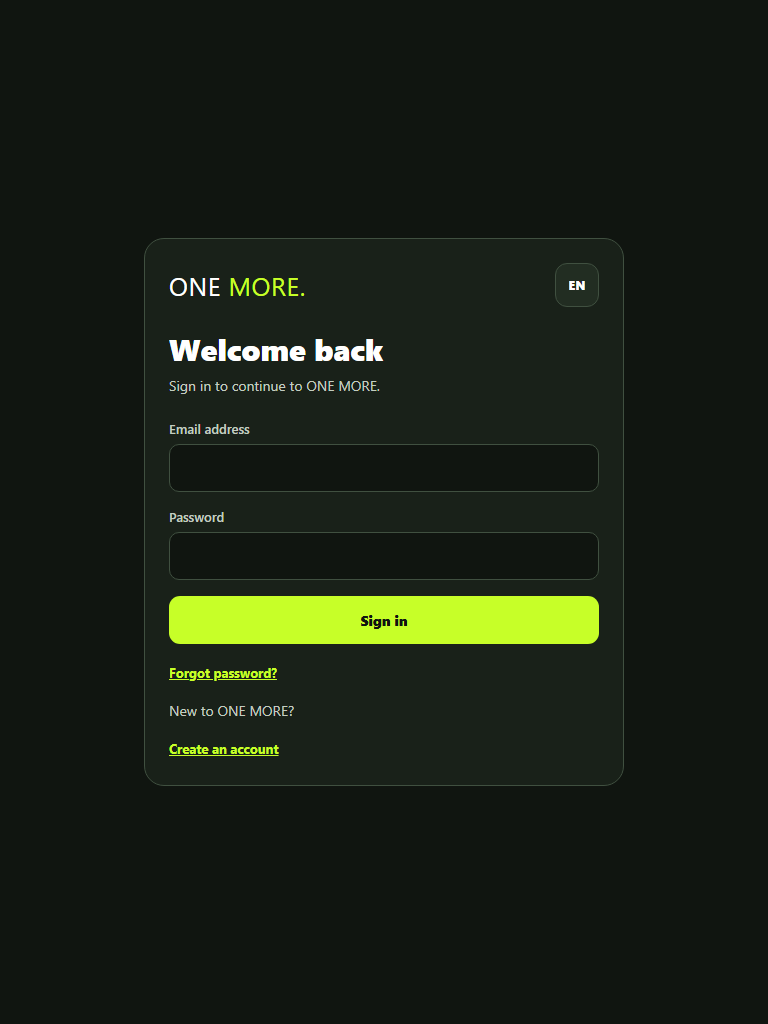 ONE MORE.
EN
Welcome back
Sign in to continue to ONE MORE.
Email address
Password
Sign in
Forgot password?
New to ONE MORE?
Create an account